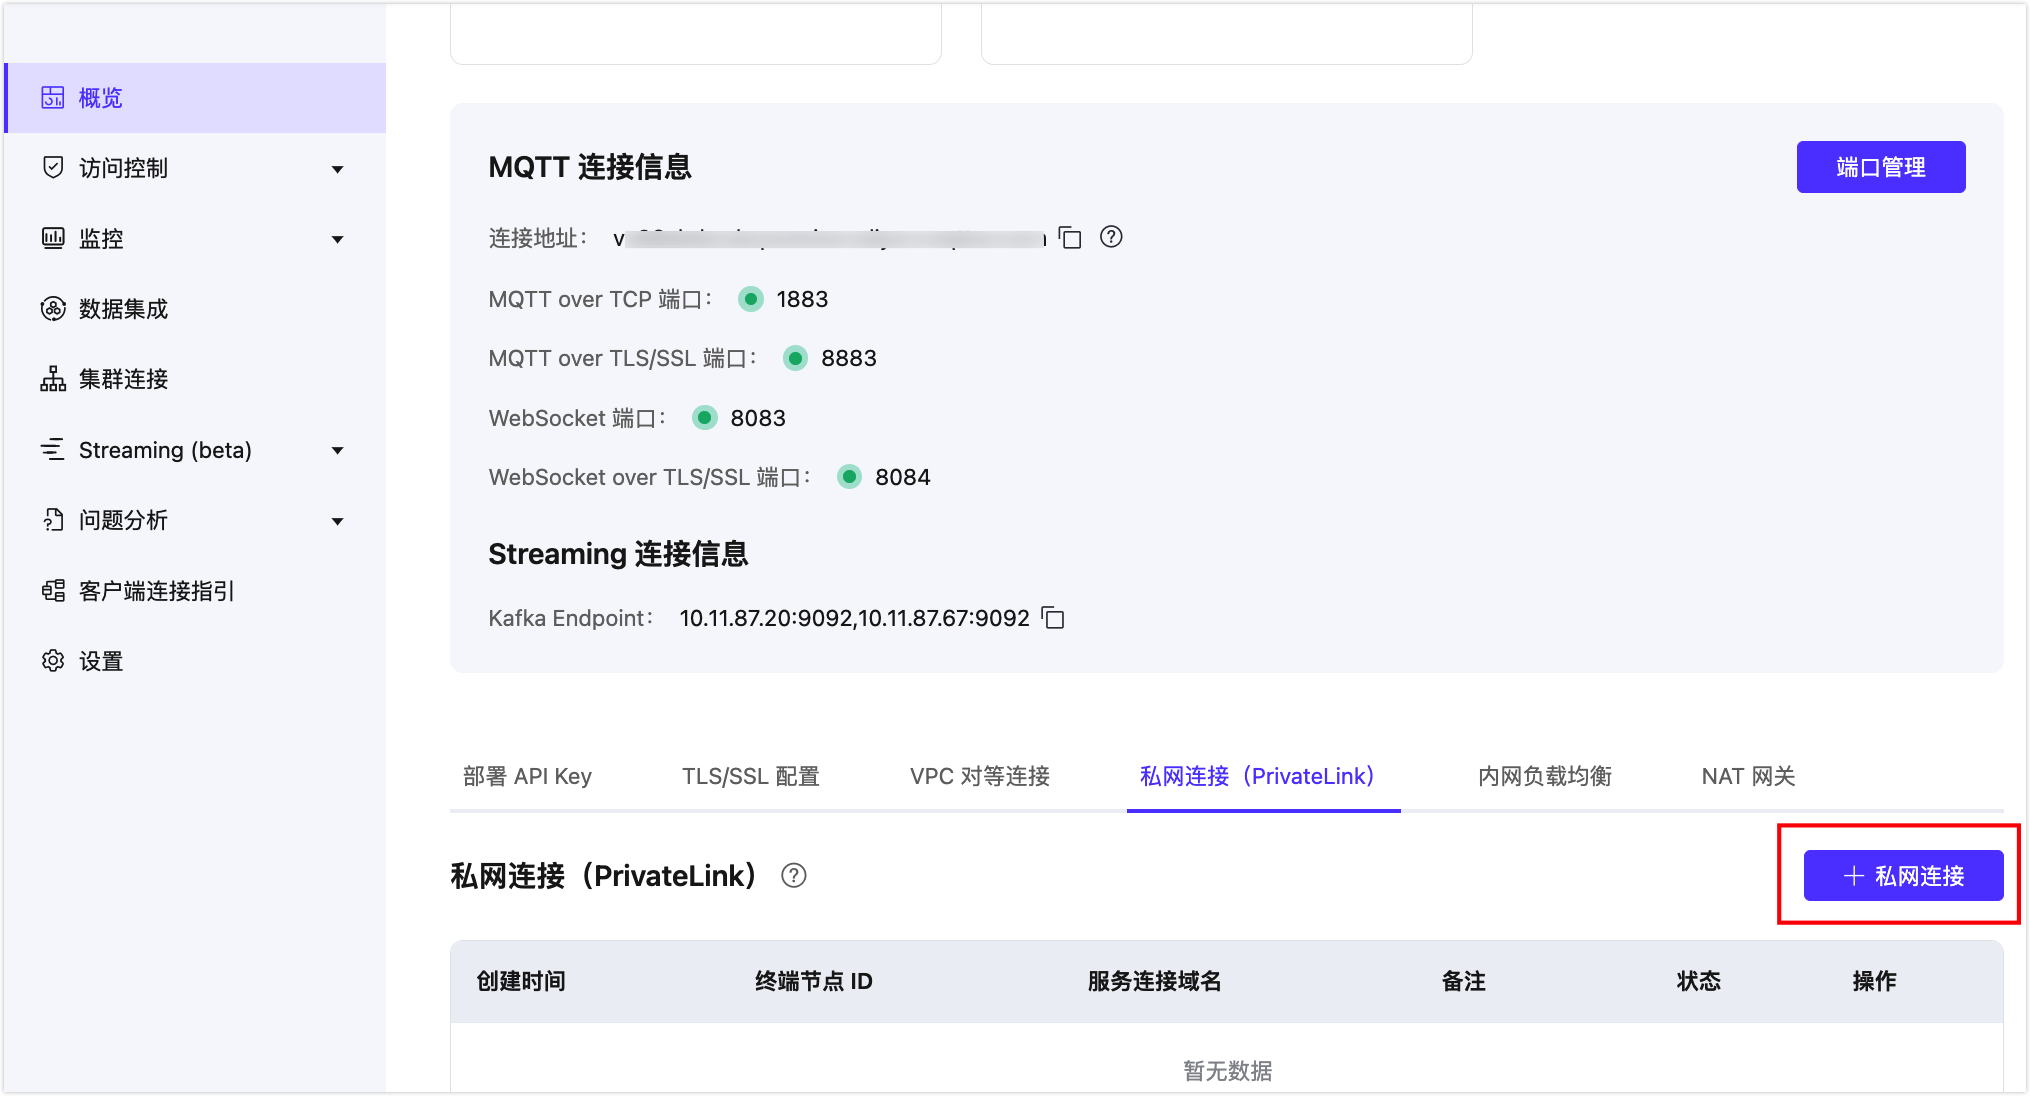 概览
访问控制
监控
数据集成
集群连接
Streaming (beta)
问题分析
客户端连接指引
设置
MQTT 连接信息
端口管理
连接地址：
MQTT over TCP 端口： 1883
MQTT over TLS/SSL 端口： 8883
WebSocket 端口： 8083
WebSocket over TLS/SSL 端口： 8084
Streaming 连接信息
Kafka Endpoint： 10.11.87.20:9092,10.11.87.67:9092
部署 API Key TLS/SSL 配置 VPC 对等连接 私网连接（PrivateLink） 内网负载均衡 NAT 网关
私网连接（PrivateLink）
私网连接
创建时间 终端节点 ID 服务连接域名 备注 状态 操作
暂无数据